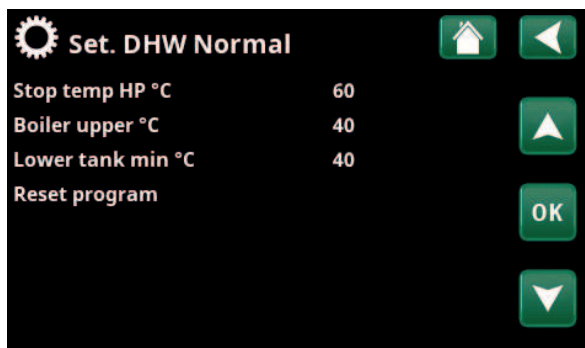 Set. DHW Normal
Stop temp HP °C 60
Boiler upper °C 40
Lower tank min °C 40
Reset program
OK